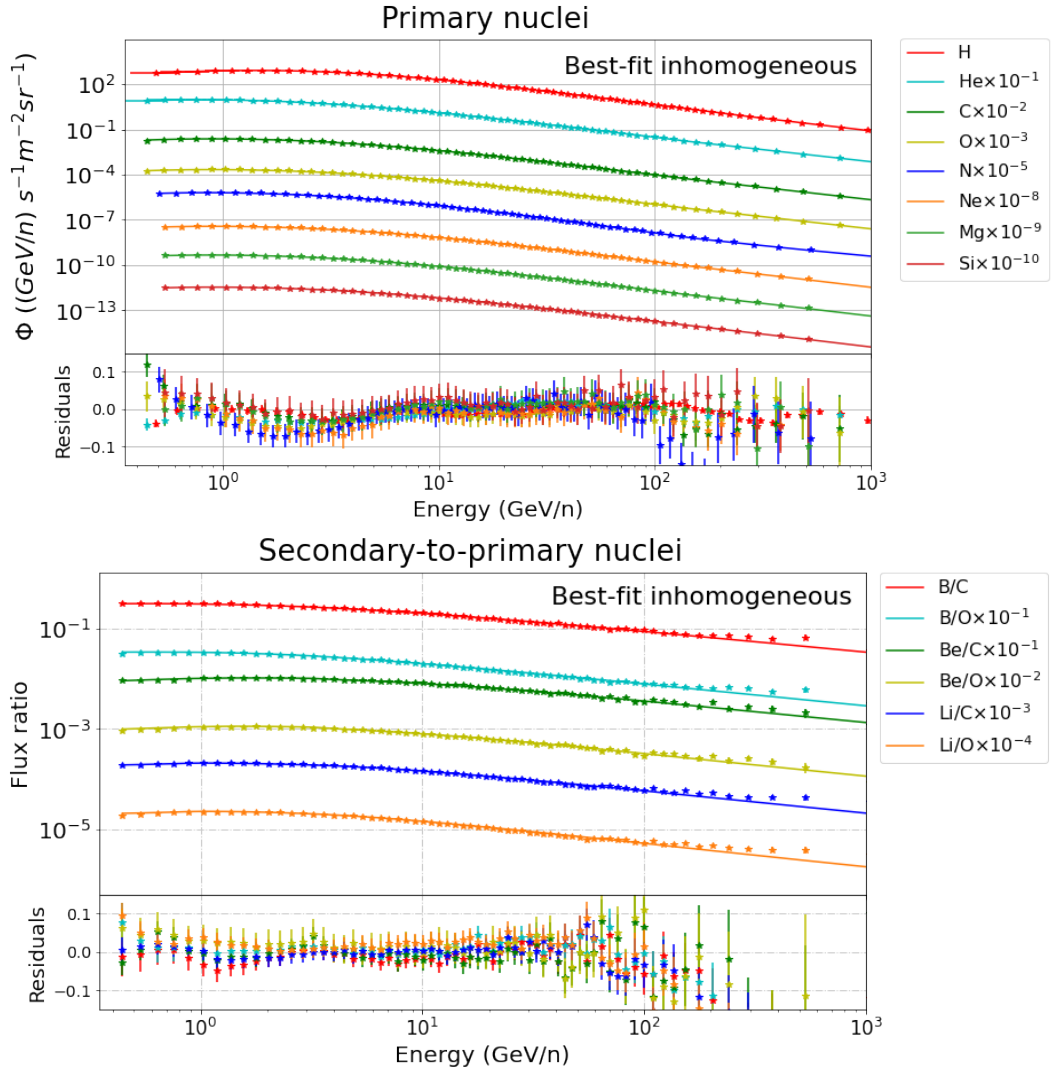 Primary nuclei
Best-fit inhomogeneous
Φ ((GeV/n) s⁻¹m⁻²sr⁻¹)
10²
10⁻¹
10⁻⁴
10⁻⁷
10⁻¹⁰
10⁻¹³
H
He×10⁻¹
C×10⁻²
O×10⁻³
N×10⁻⁵
Ne×10⁻⁸
Mg×10⁻⁹
Si×10⁻¹⁰
Residuals
0.1
0.0
−0.1
10⁰ 10¹ 10² 10³
Energy (GeV/n)
Secondary-to-primary nuclei
Best-fit inhomogeneous
Flux ratio
10⁻¹
10⁻³
10⁻⁵
B/C
B/O×10⁻¹
Be/C×10⁻¹
Be/O×10⁻²
Li/C×10⁻³
Li/O×10⁻⁴
Residuals
0.1
0.0
−0.1
10⁰ 10¹ 10² 10³
Energy (GeV/n)